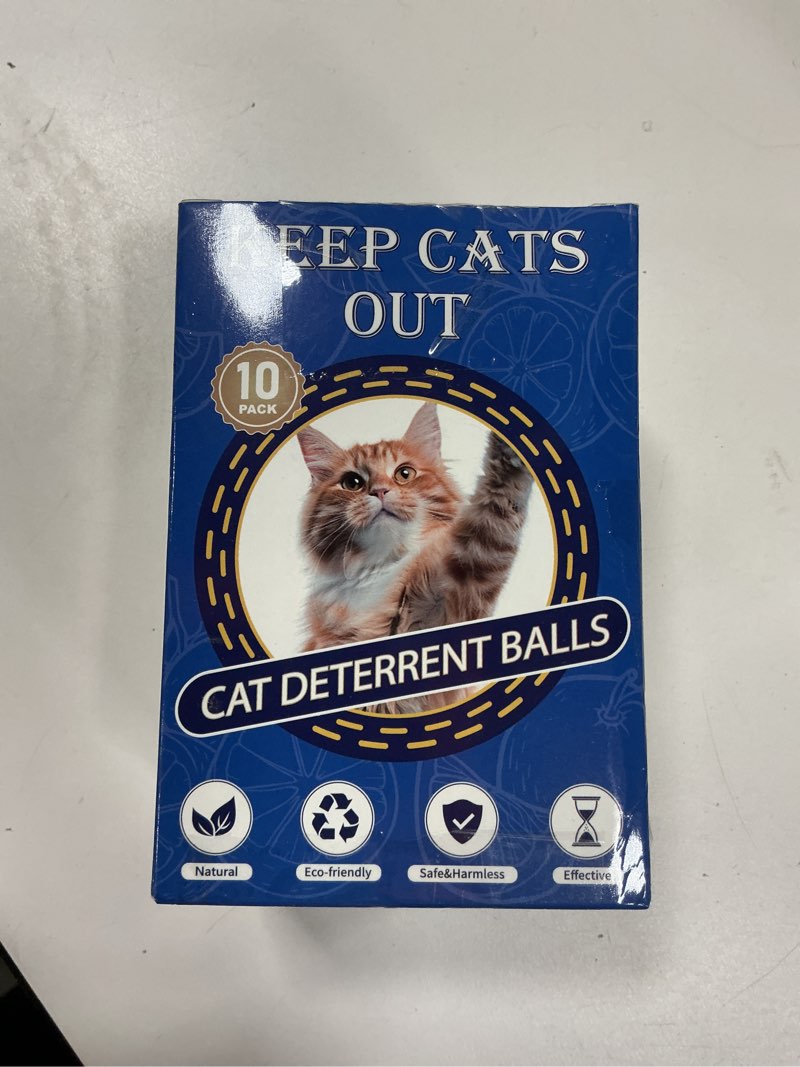 KEEP CATS
OUT
10
PACK
CAT DETERRENT BALLS
Natural
Eco-friendly
Safe&Harmless
Effective